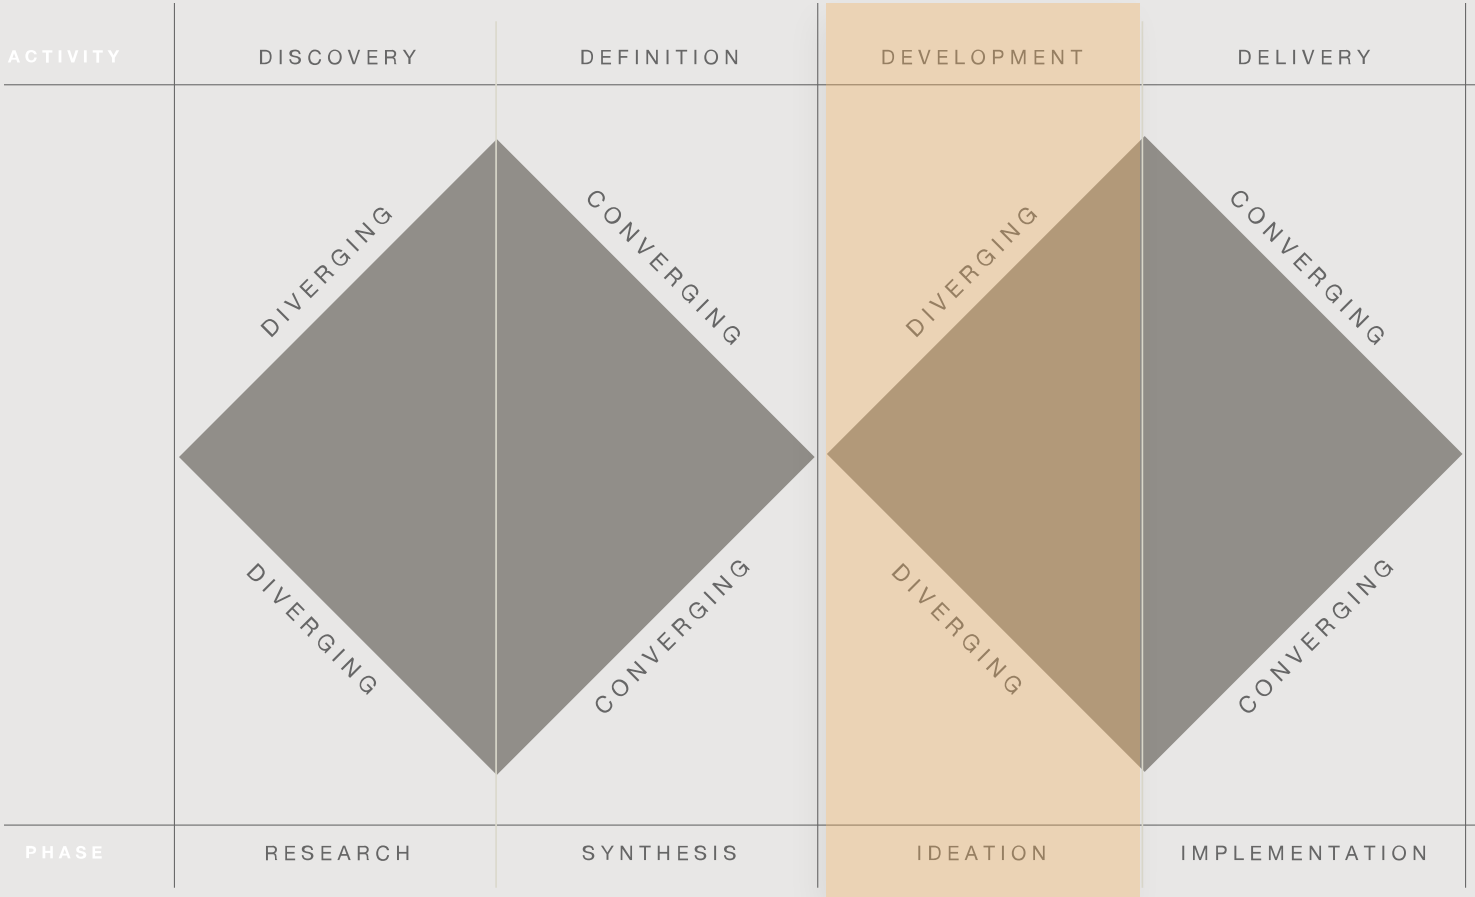 ACTIVITY DISCOVERY DEFINITION DEVELOPMENT DELIVERY
DIVERGING CONVERGING DIVERGING CONVERGING
DIVERGING CONVERGING DIVERGING CONVERGING
PHASE RESEARCH SYNTHESIS IDEATION IMPLEMENTATION